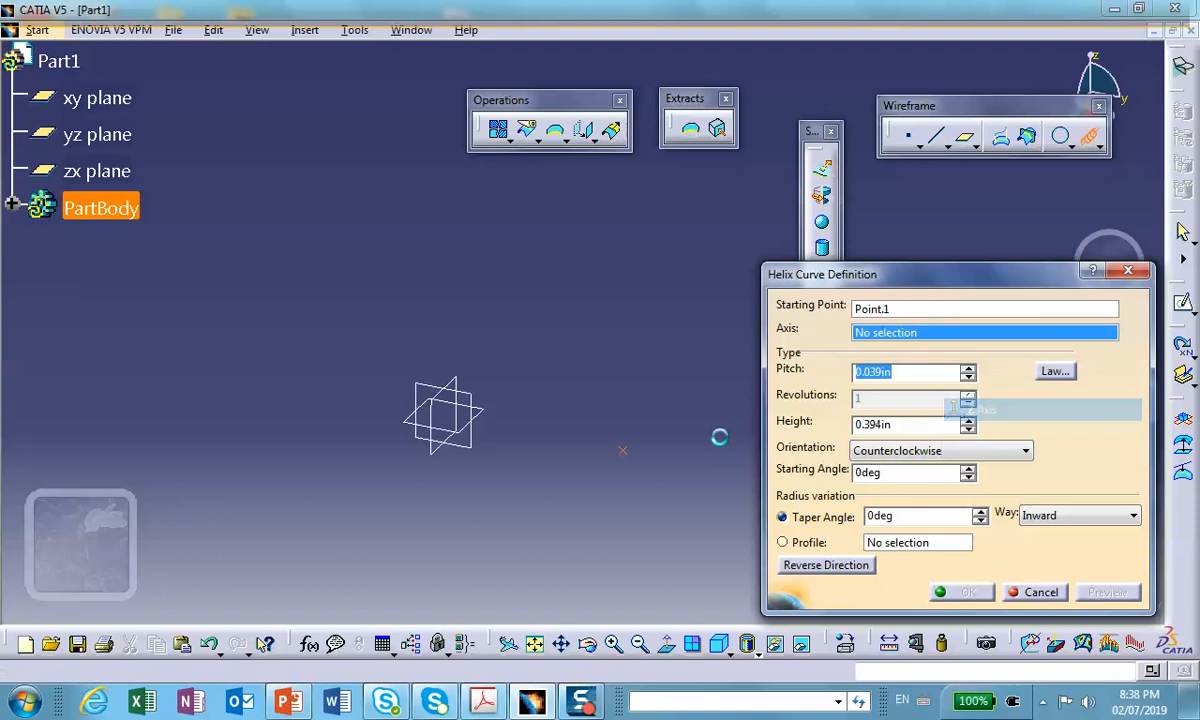 CATIA V5 - [Part1]
Start ENOVIA V5 VPM File Edit View Insert Tools Window Help
Part1
xy plane
yz plane
zx plane
PartBody
Operations
Extracts
S...
Wireframe
z
y
Helix Curve Definition
Starting Point: Point.1
Axis: No selection
Type
Pitch: 0.039in Law...
Revolutions: 1
Z Axis
Height: 0.394in
Orientation: Counterclockwise
Starting Angle: 0deg
Radius variation
Taper Angle: 0deg Way: Inward
Profile: No selection
Reverse Direction
OK Cancel Preview
f(x)
CATIA
EN 100% 8:38 PM
02/07/2019